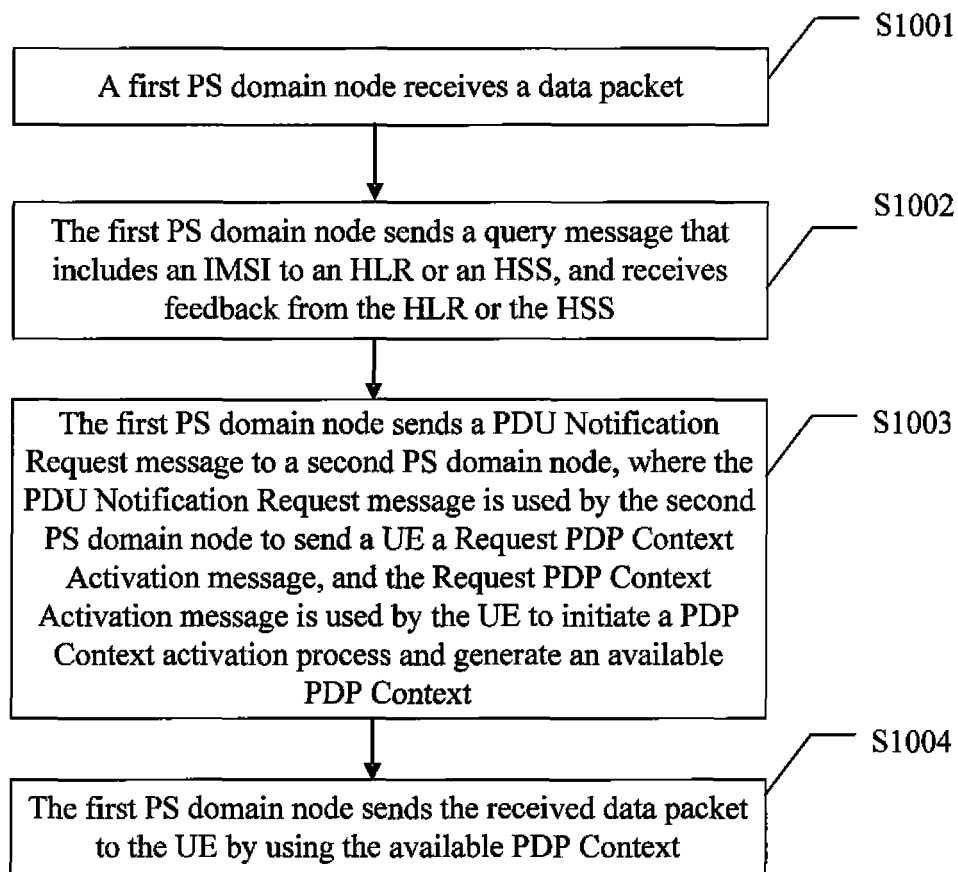 S1001
A first PS domain node receives a data packet
S1002
The first PS domain node sends a query message that
includes an IMSI to an HLR or an HSS, and receives
feedback from the HLR or the HSS
S1003
The first PS domain node sends a PDU Notification
Request message to a second PS domain node, where the
PDU Notification Request message is used by the second
PS domain node to send a UE a Request PDP Context
Activation message, and the Request PDP Context
Activation message is used by the UE to initiate a PDP
Context activation process and generate an available
PDP Context
S1004
The first PS domain node sends the received data packet
to the UE by using the available PDP Context